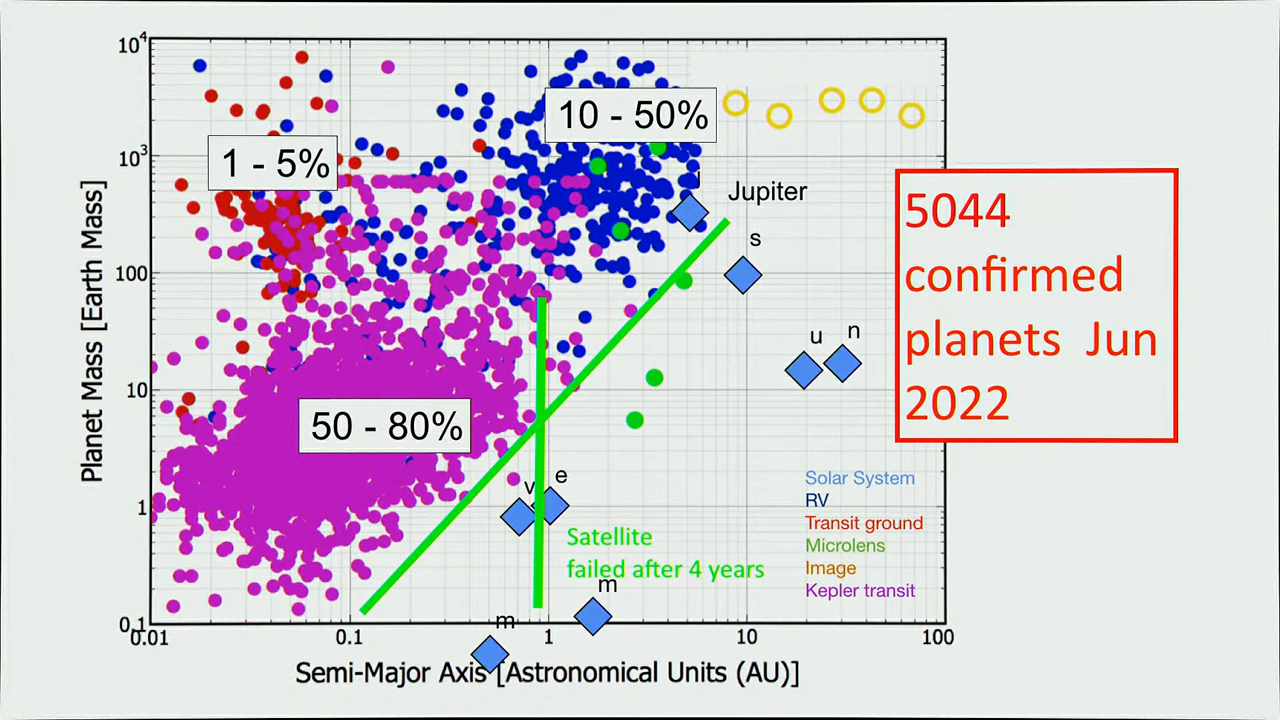 10⁴
10³
100
10
1
0.1
Planet Mass [Earth Mass]
1 - 5%
10 - 50%
50 - 80%
J
Jupiter
s
u
n
v
e
m
m
Satellite
failed after 4 years
5044
confirmed
planets Jun
2022
Solar System
RV
Transit ground
Microlens
Image
Kepler transit
0.01
0.1
1
10
100
Semi-Major Axis [Astronomical Units (AU)]